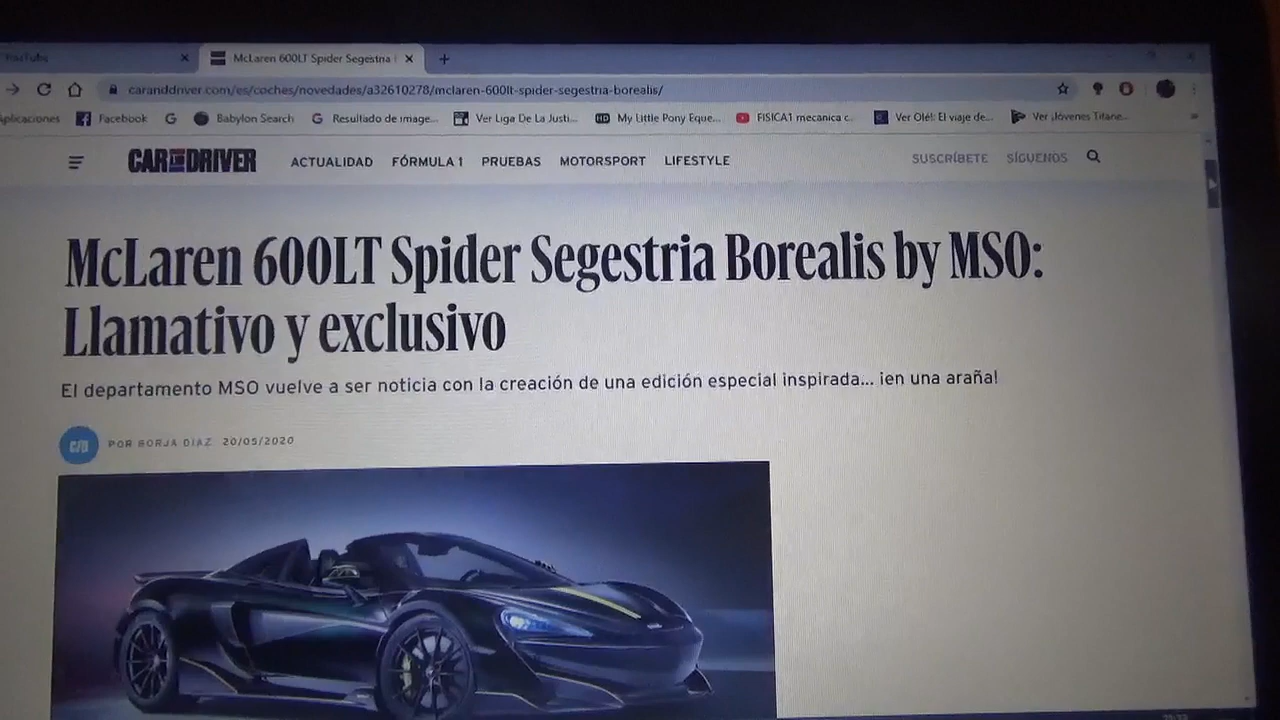 YouTube
McLaren 600LT Spider Segestria
caranddriver.com/es/coches/novedades/a32610278/mclaren-600lt-spider-segestria-borealis/
plicaciones Facebook Babylon Search Resultado de image... Ver Liga De La Justi... HD My Little Pony Eque... FISICA1 mecanica c... Ver Olé!: El viaje de... Ver ¡Jóvenes Titane...
CAR AND DRIVER ACTUALIDAD FÓRMULA 1 PRUEBAS MOTORSPORT LIFESTYLE SUSCRÍBETE SÍGUENOS
McLaren 600LT Spider Segestria Borealis by MSO:
Llamativo y exclusivo
El departamento MSO vuelve a ser noticia con la creación de una edición especial inspirada... ¡en una araña!
C/D POR BORJA DÍAZ 20/05/2020